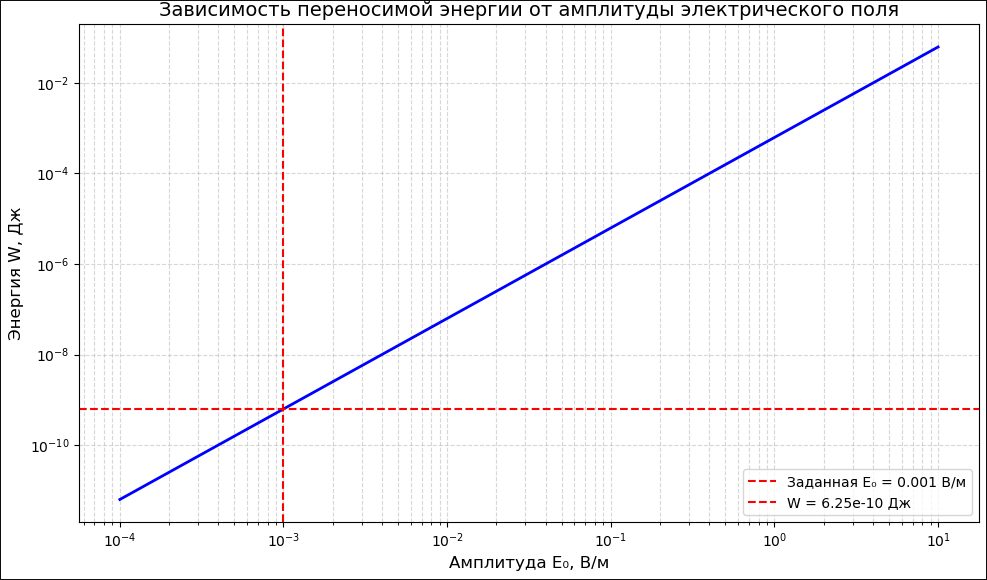 Зависимость переносимой энергии от амплитуды электрического поля
Энергия W, Дж
10⁻²
10⁻⁴
10⁻⁶
10⁻⁸
10⁻¹⁰
10⁻⁴
10⁻³
10⁻²
10⁻¹
10⁰
10¹
Амплитуда E₀, В/м
Заданная E₀ = 0.001 В/м
W = 6.25e-10 Дж